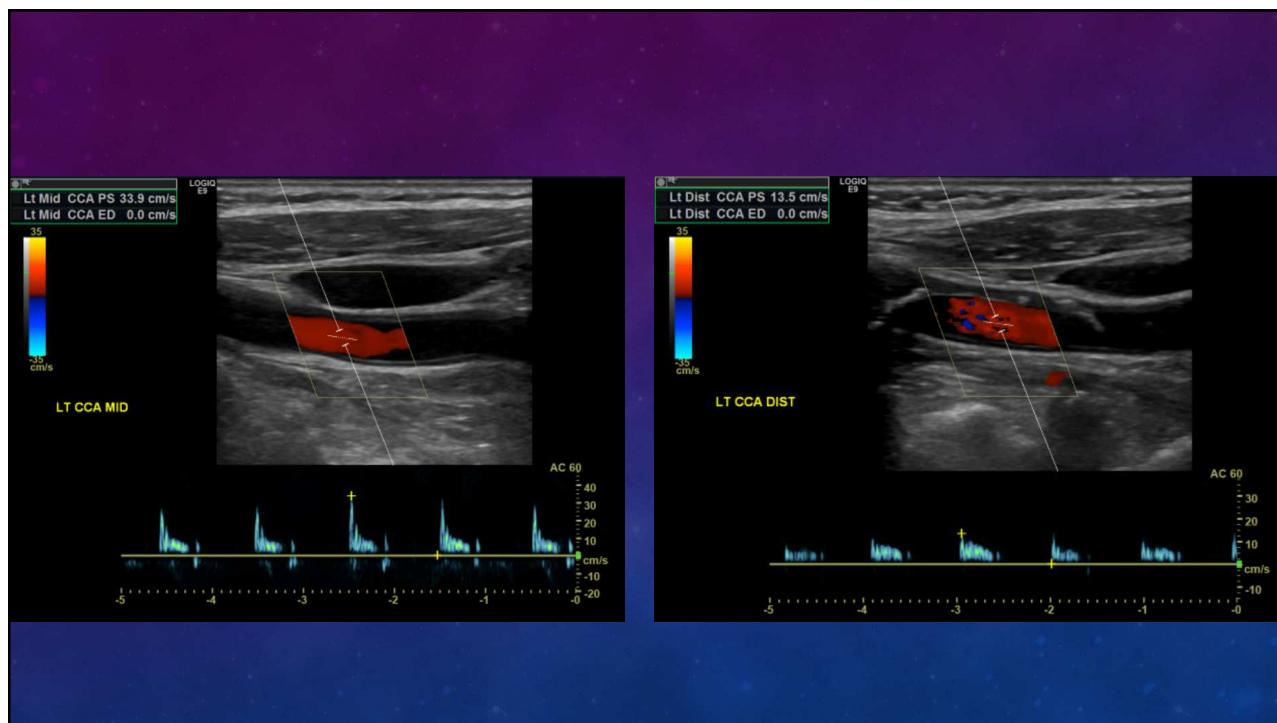 Lt Mid CCA PS 33.9 cm/s
Lt Mid CCA ED 0.0 cm/s
LOGIQ
E9
35
-35
cm/s
LT CCA MID
AC 60
40
30
20
10
cm/s
-10
-20
-5
-4
-3
-2
-1
-0
Lt Dist CCA PS 13.5 cm/s
Lt Dist CCA ED 0.0 cm/s
LOGIQ
E9
35
-35
cm/s
LT CCA DIST
AC 60
30
20
10
cm/s
-10
-5
-4
-3
-2
-1
-0